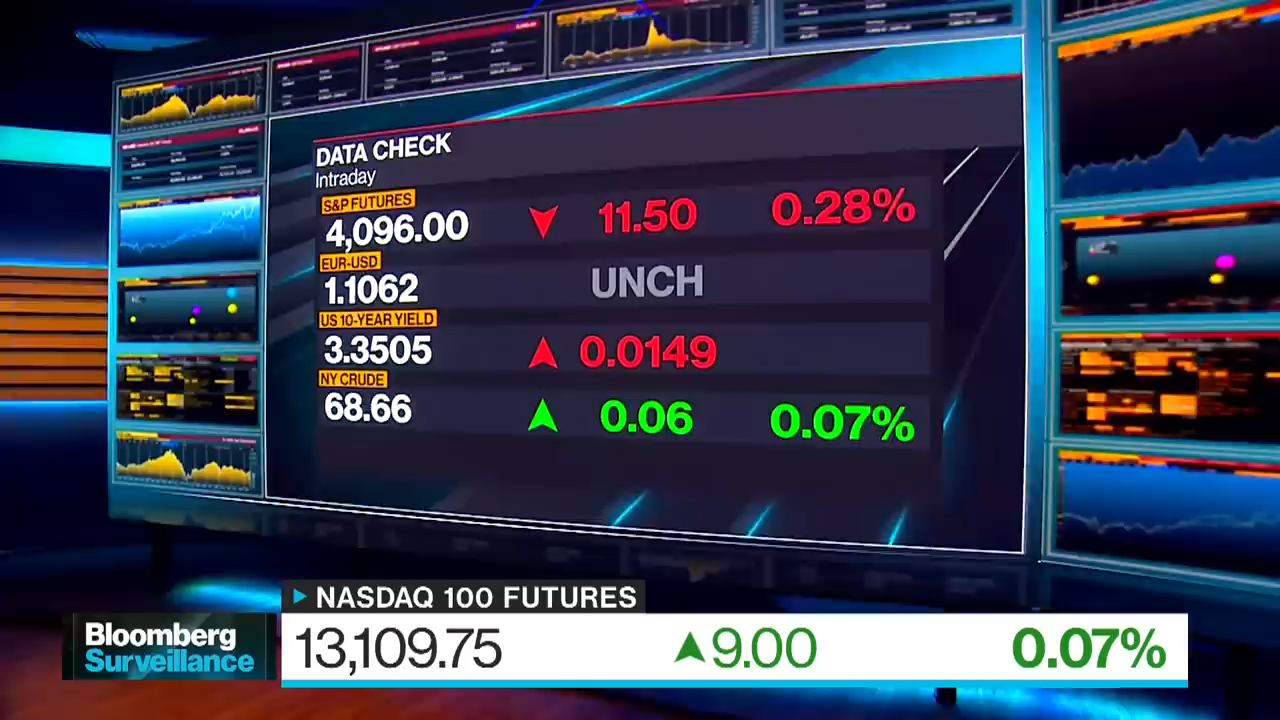 DATA CHECK
Intraday
S&P FUTURES
4,096.00 ▼ 11.50 0.28%
EUR-USD
1.1062 UNCH
US 10-YEAR YIELD
3.3505 ▲ 0.0149
NY CRUDE
68.66 ▲ 0.06 0.07%
NASDAQ 100 FUTURES
Bloomberg
Surveillance
13,109.75 ▲ 9.00 0.07%